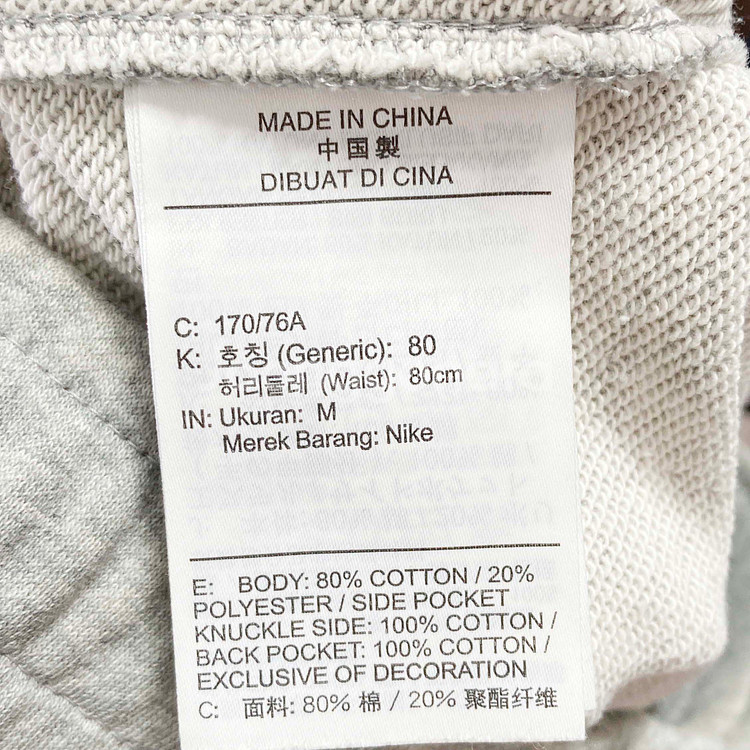 MADE IN CHINA
中国製
DIBUAT DI CINA
C: 170/76A
K: 호칭 (Generic): 80
허리둘레 (Waist): 80cm
IN: Ukuran: M
Merek Barang: Nike
E: BODY: 80% COTTON / 20%
POLYESTER / SIDE POCKET
KNUCKLE SIDE: 100% COTTON /
BACK POCKET: 100% COTTON /
EXCLUSIVE OF DECORATION
C: 面料: 80% 棉 / 20% 聚酯纤维